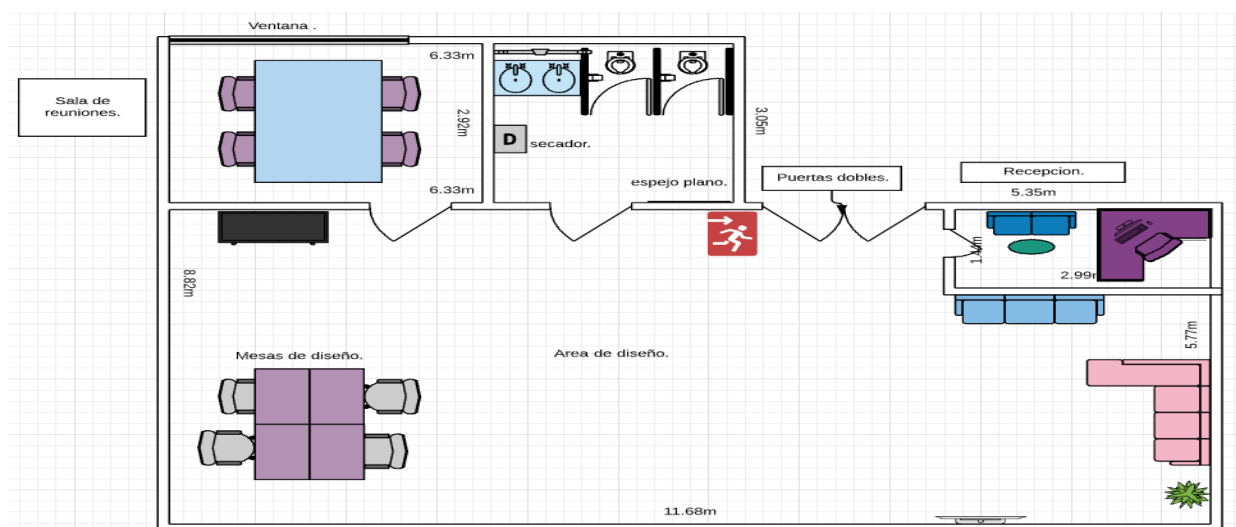 Ventana .
6.33m
Sala de
reuniones.
2.92m
3.05m
D
secador.
6.33m
espejo plano.
Puertas dobles.
Recepcion.
5.35m
8.82m
2.99m
5.77m
Mesas de diseño.
Area de diseño.
11.68m